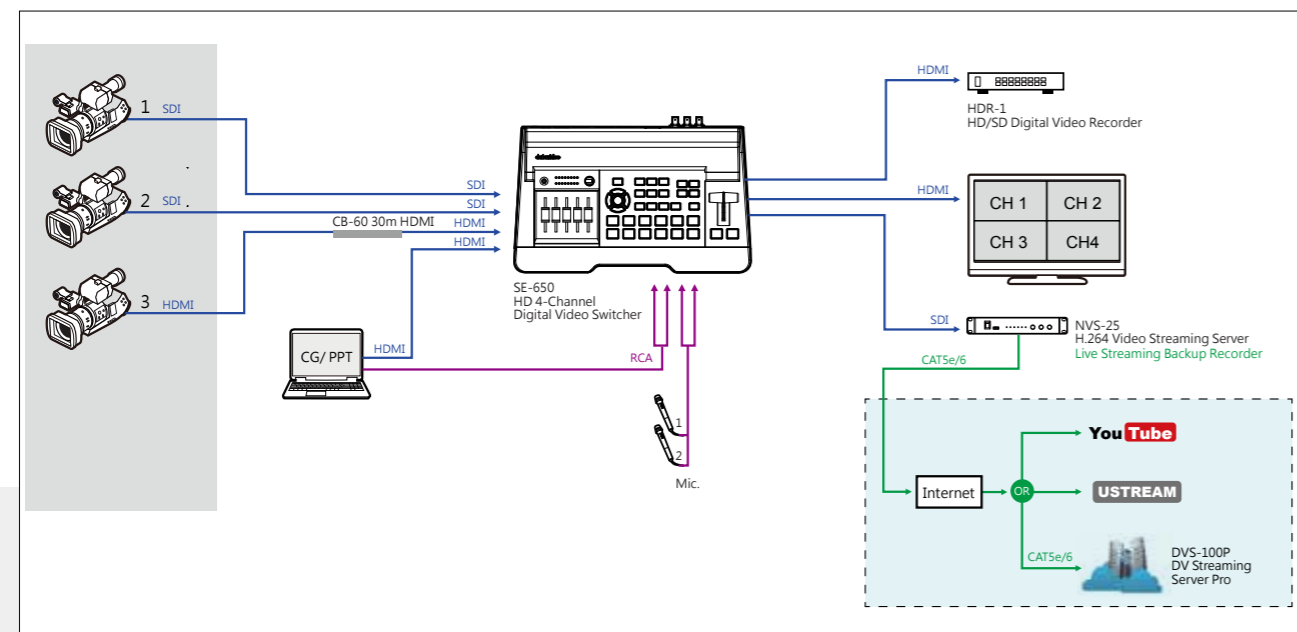 1 SDI
2 SDI
3 HDMI
SDI
SDI
CB-60 30m HDMI HDMI
HDMI
CG/ PPT
HDMI
RCA
1
2
Mic.
SE-650
HD 4-Channel
Digital Video Switcher
HDMI
HDR-1
HD/SD Digital Video Recorder
HDMI
CH 1 CH 2
CH 3 CH4
SDI
NVS-25
H.264 Video Streaming Server
Live Streaming Backup Recorder
CAT5e/6
Internet
OR
YouTube
USTREAM
CAT5e/6
DVS-100P
DV Streaming
Server Pro